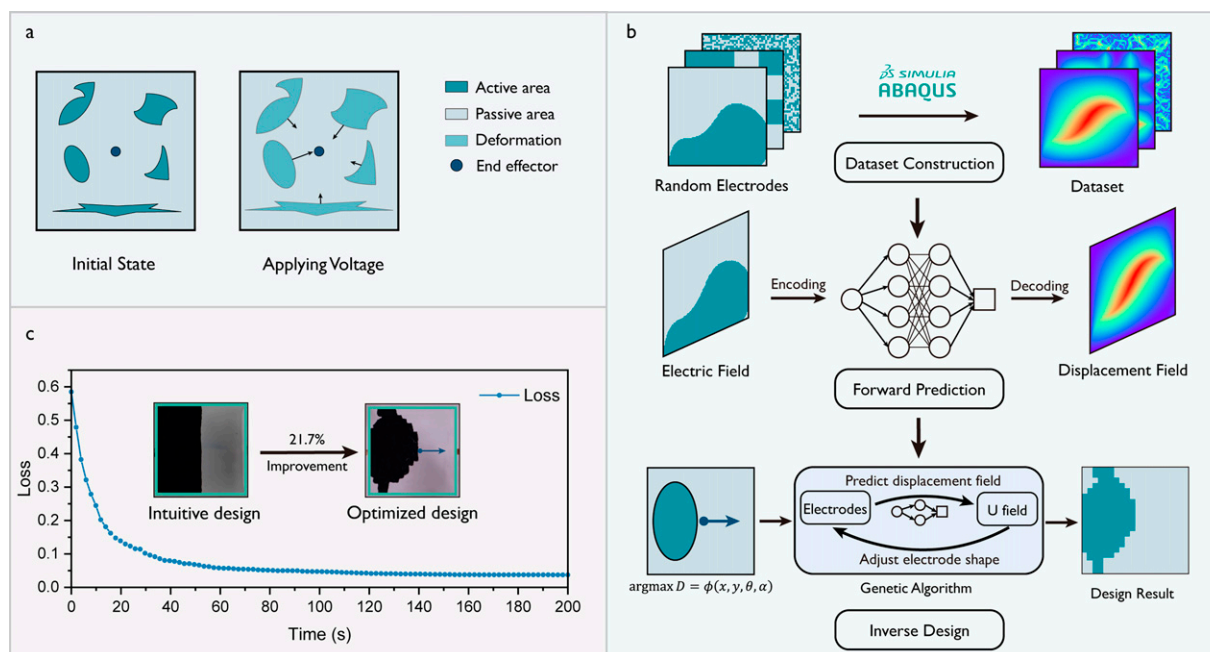 a
Active area
Passive area
Deformation
End effector
Initial State
Applying Voltage
b
Random Electrodes
SIMULIA
ABAQUS
Dataset Construction
Dataset
Electric Field
Encoding
Decoding
Displacement Field
Forward Prediction
argmax D = ϕ(x, y, θ, α)
Predict displacement field
Electrodes
U field
Adjust electrode shape
Genetic Algorithm
Design Result
Inverse Design
c
Loss
0.6
0.5
0.4
0.3
0.2
0.1
0.0
Loss
21.7%
Improvement
Intuitive design
Optimized design
0 20 40 60 80 100 120 140 160 180 200
Time (s)